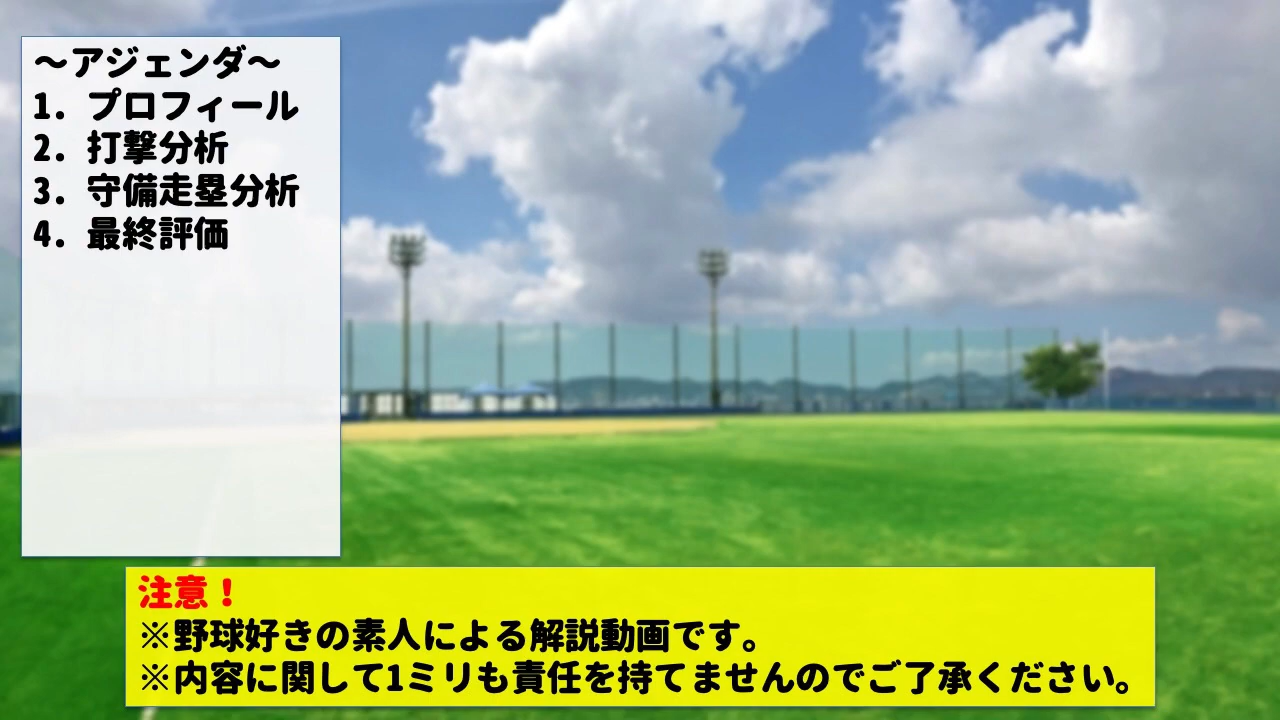 ～アジェンダ～
1．プロフィール
2．打撃分析
3．守備走塁分析
4．最終評価
注意！
※野球好きの素人による解説動画です。
※内容に関して1ミリも責任を持てませんのでご了承ください。